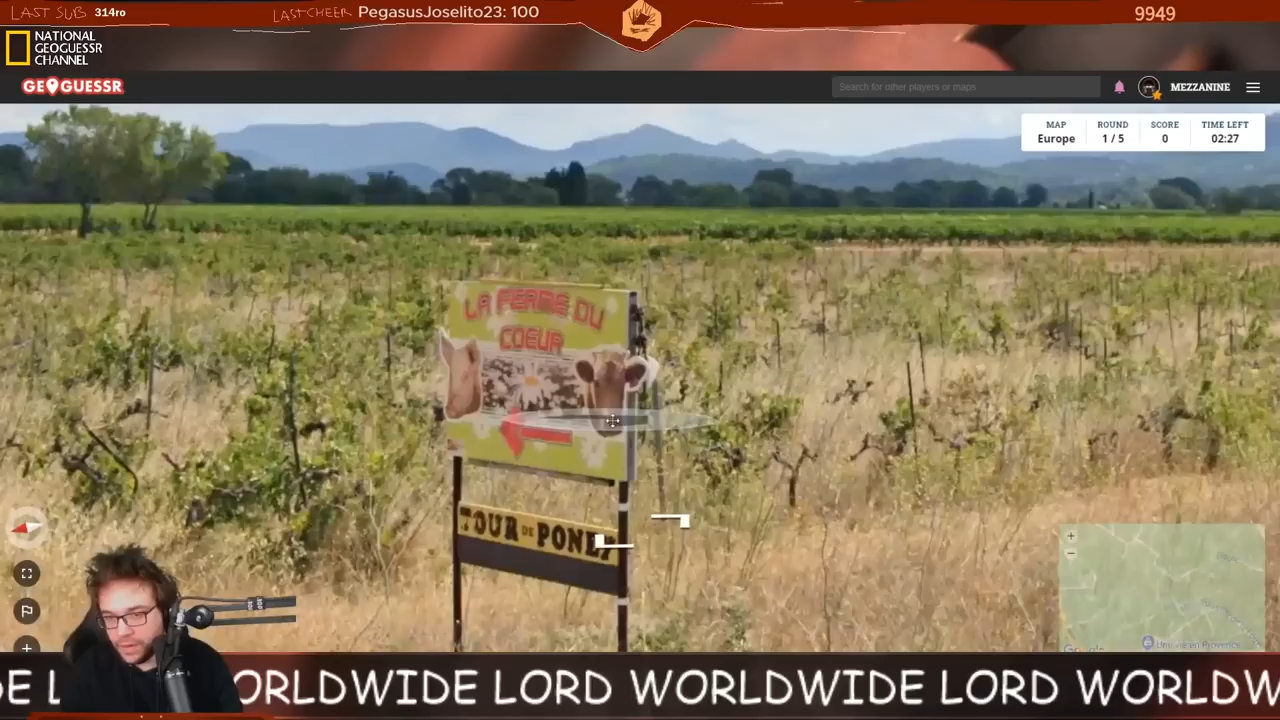 LAST SUB 314ro
LAST CHEER PegasusJoselito23: 100
9949
NATIONAL
GEOGUESSR
CHANNEL
GEOGUESSR
Search for other players or maps
MEZZANINE
MAP ROUND SCORE TIME LEFT
Europe 1 / 5 0 02:27
LA FERME DU
COEUR
TOUR DE PONEY
Google
DE L ORLDWIDE LORD WORLDWIDE LORD WORLDW